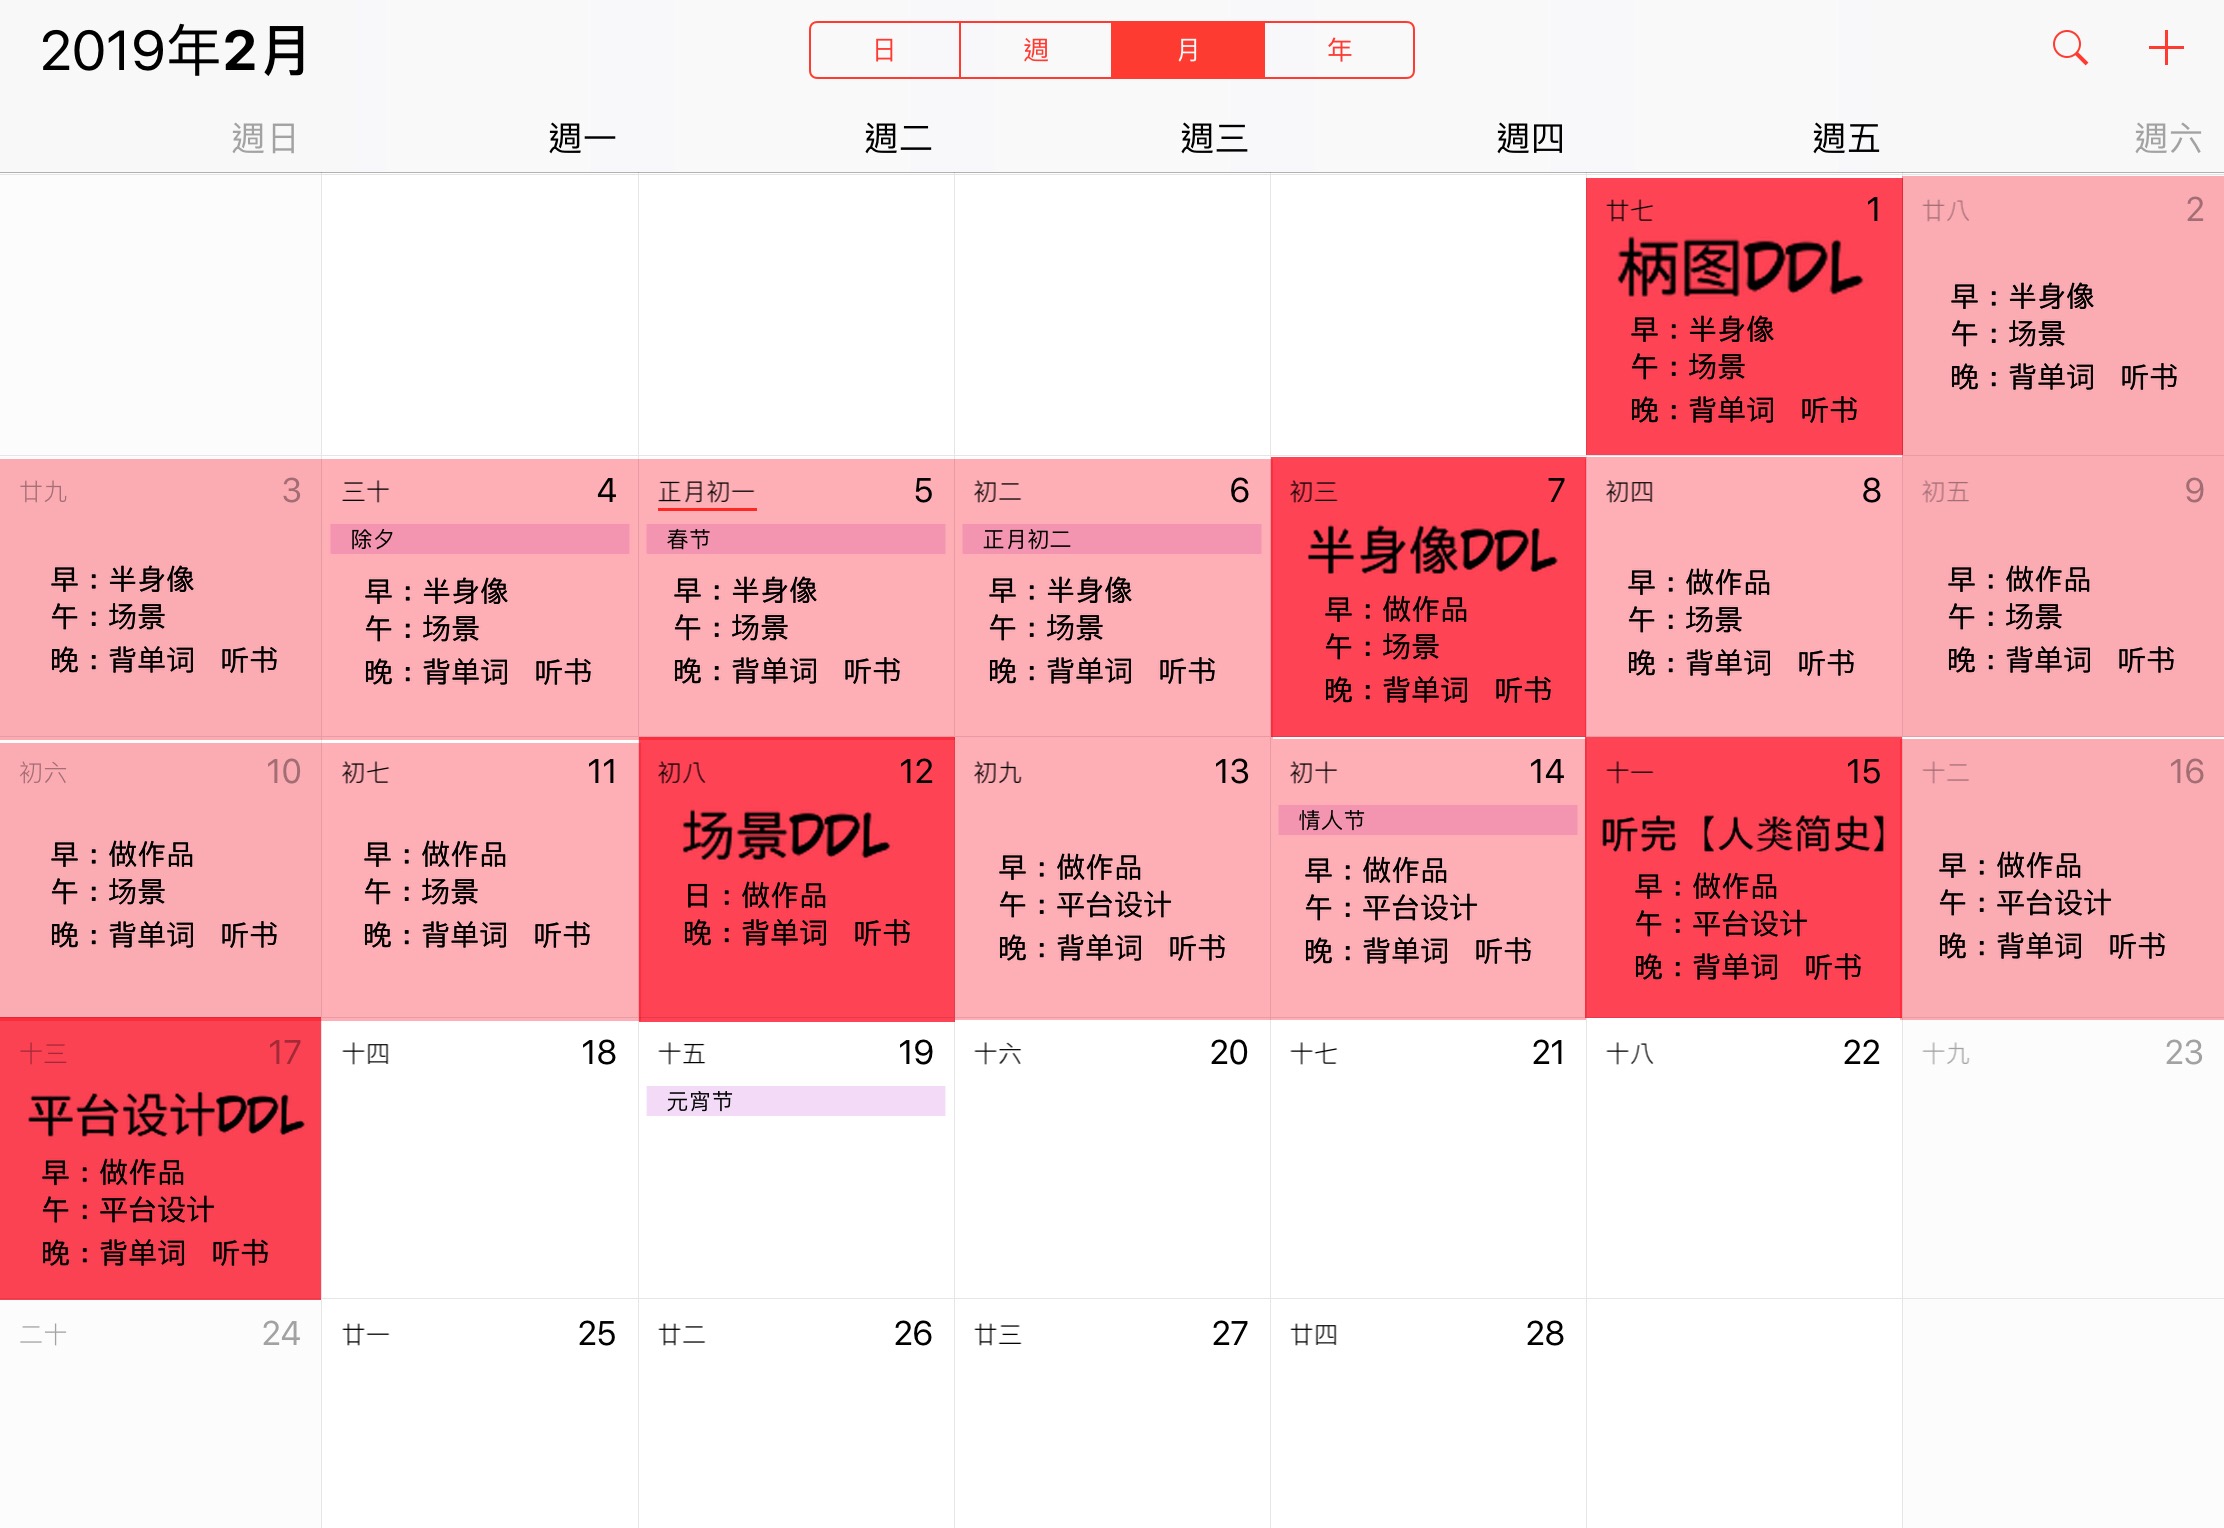 2019年2月
日 週 月 年
週日 週一 週二 週三 週四 週五 週六
廿七 1
柄图DDL
早：半身像
午：场景
晚：背单词 听书
廿八 2
早：半身像
午：场景
晚：背单词 听书
廿九 3
早：半身像
午：场景
晚：背单词 听书
三十 4
除夕
早：半身像
午：场景
晚：背单词 听书
正月初一 5
春节
早：半身像
午：场景
晚：背单词 听书
初二 6
正月初二
早：半身像
午：场景
晚：背单词 听书
初三 7
半身像DDL
早：做作品
午：场景
晚：背单词 听书
初四 8
早：做作品
午：场景
晚：背单词 听书
初五 9
早：做作品
午：场景
晚：背单词 听书
初六 10
早：做作品
午：场景
晚：背单词 听书
初七 11
早：做作品
午：场景
晚：背单词 听书
初八 12
场景DDL
日：做作品
晚：背单词 听书
初九 13
早：做作品
午：平台设计
晚：背单词 听书
初十 14
情人节
早：做作品
午：平台设计
晚：背单词 听书
十一 15
听完【人类简史】
早：做作品
午：平台设计
晚：背单词 听书
十二 16
早：做作品
午：平台设计
晚：背单词 听书
十三 17
平台设计DDL
早：做作品
午：平台设计
晚：背单词 听书
十四 18
十五 19
元宵节
十六 20
十七 21
十八 22
十九 23
二十 24
廿一 25
廿二 26
廿三 27
廿四 28